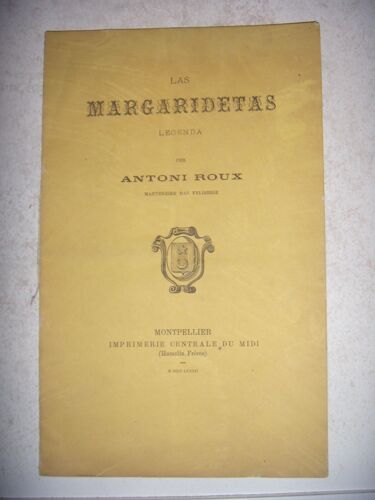 LAS
MARGARIDETAS
LEGENDA
PER
ANTONI ROUX
MANTENEIRE DAU FELIBRIGE
MONTPELLIER
IMPRIMERIE CENTRALE DU MIDI
(Hamelin Frères)